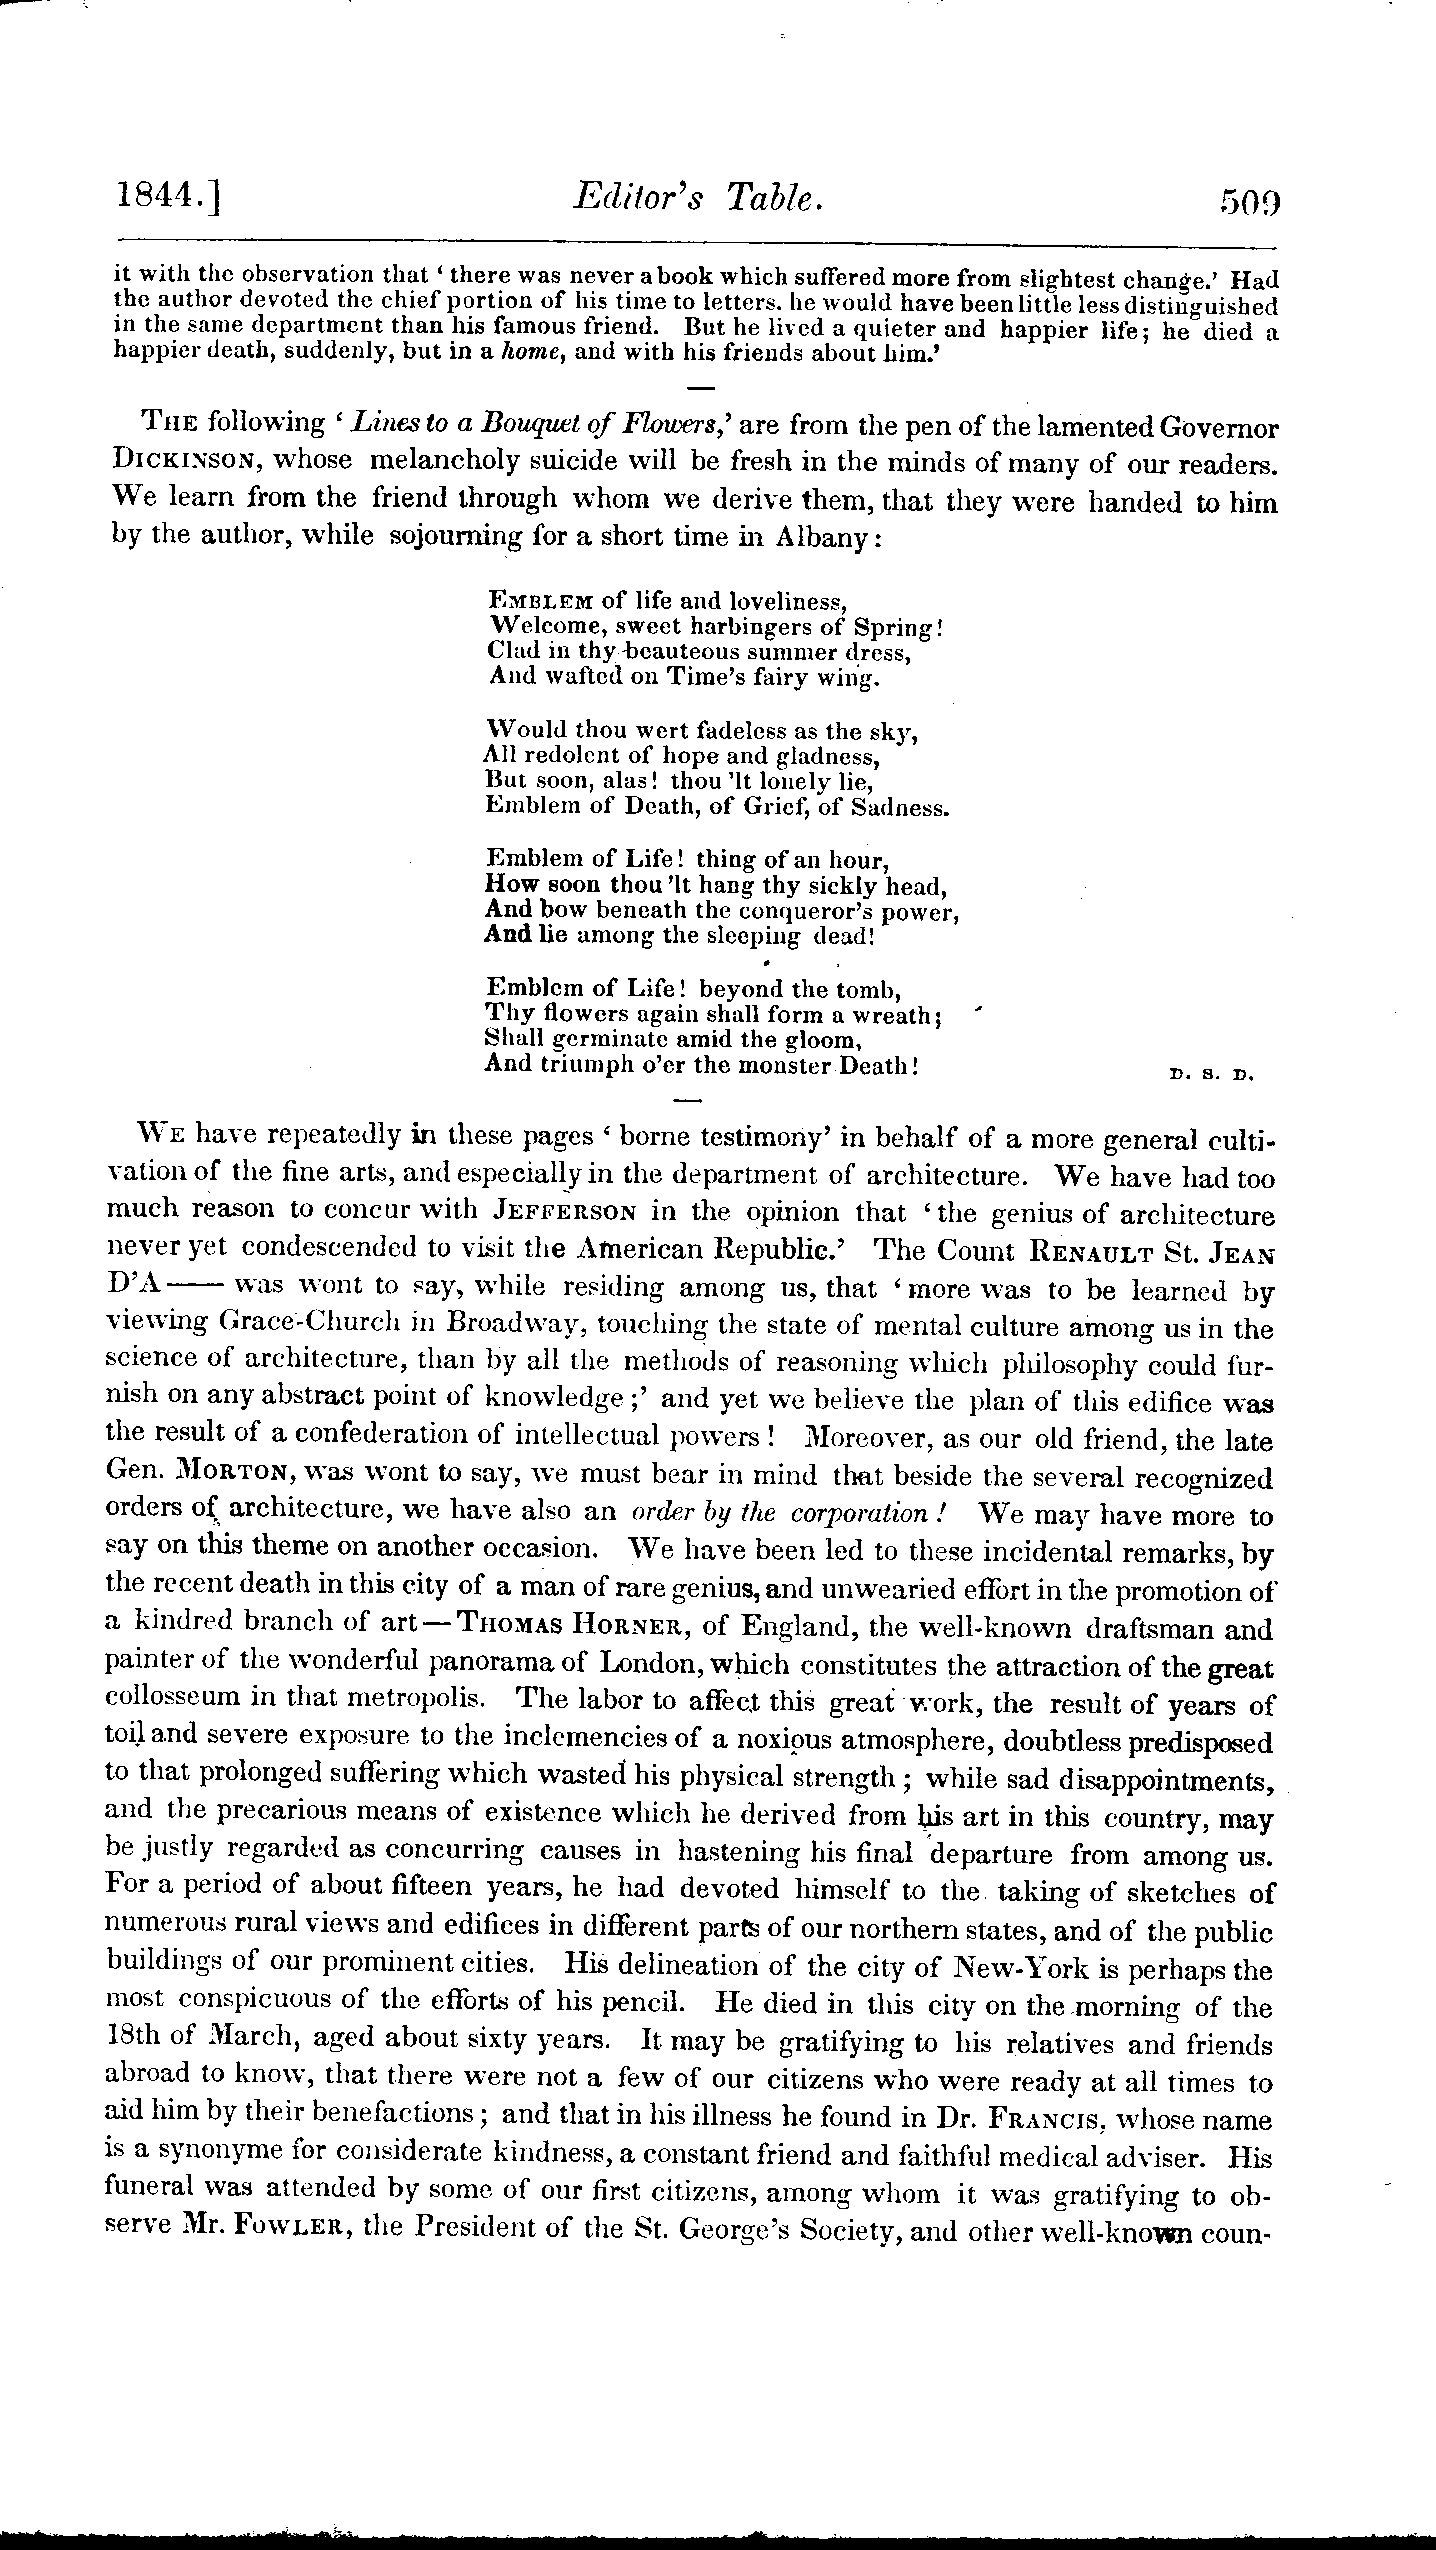 1844.] Editor's Table. 509
it with the observation that ' there was never a book which suffered more from slightest change.' Had
the author devoted the chief portion of his time to letters. he would have been little less distinguished
in the same department than his famous friend. But he lived a quieter and happier life; he died a
happier death, suddenly, but in a home, and with his friends about him.'
—
THE following ' Lines to a Bouquet of Flowers,' are from the pen of the lamented Governor
DICKINSON, whose melancholy suicide will be fresh in the minds of many of our readers.
We learn from the friend through whom we derive them, that they were handed to him
by the author, while sojourning for a short time in Albany:
EMBLEM of life and loveliness,
Welcome, sweet harbingers of Spring!
Clad in thy beauteous summer dress,
And wafted on Time's fairy wing.
Would thou wert fadeless as the sky,
All redolent of hope and gladness,
But soon, alas! thou 'lt lonely lie,
Emblem of Death, of Grief, of Sadness.
Emblem of Life! thing of an hour,
How soon thou 'lt hang thy sickly head,
And bow beneath the conqueror's power,
And lie among the sleeping dead!
Emblem of Life! beyond the tomb,
Thy flowers again shall form a wreath;
Shall germinate amid the gloom,
And triumph o'er the monster Death!
D. S. D.
—
WE have repeatedly in these pages ' borne testimony' in behalf of a more general culti-
vation of the fine arts, and especially in the department of architecture. We have had too
much reason to concur with JEFFERSON in the opinion that ' the genius of architecture
never yet condescended to visit the American Republic.' The Count RENAULT St. JEAN
D'A—— was wont to say, while residing among us, that ' more was to be learned by
viewing Grace-Church in Broadway, touching the state of mental culture among us in the
science of architecture, than by all the methods of reasoning which philosophy could fur-
nish on any abstract point of knowledge ;' and yet we believe the plan of this edifice was
the result of a confederation of intellectual powers ! Moreover, as our old friend, the late
Gen. MORTON, was wont to say, we must bear in mind that beside the several recognized
orders of architecture, we have also an order by the corporation ! We may have more to
say on this theme on another occasion. We have been led to these incidental remarks, by
the recent death in this city of a man of rare genius, and unwearied effort in the promotion of
a kindred branch of art — THOMAS HORNER, of England, the well-known draftsman and
painter of the wonderful panorama of London, which constitutes the attraction of the great
collosseum in that metropolis. The labor to affect this great work, the result of years of
toil and severe exposure to the inclemencies of a noxious atmosphere, doubtless predisposed
to that prolonged suffering which wasted his physical strength ; while sad disappointments,
and the precarious means of existence which he derived from his art in this country, may
be justly regarded as concurring causes in hastening his final departure from among us.
For a period of about fifteen years, he had devoted himself to the taking of sketches of
numerous rural views and edifices in different parts of our northern states, and of the public
buildings of our prominent cities. His delineation of the city of New-York is perhaps the
most conspicuous of the efforts of his pencil. He died in this city on the morning of the
18th of March, aged about sixty years. It may be gratifying to his relatives and friends
abroad to know, that there were not a few of our citizens who were ready at all times to
aid him by their benefactions ; and that in his illness he found in Dr. FRANCIS, whose name
is a synonyme for considerate kindness, a constant friend and faithful medical adviser. His
funeral was attended by some of our first citizens, among whom it was gratifying to ob-
serve Mr. FOWLER, the President of the St. George's Society, and other well-known coun-